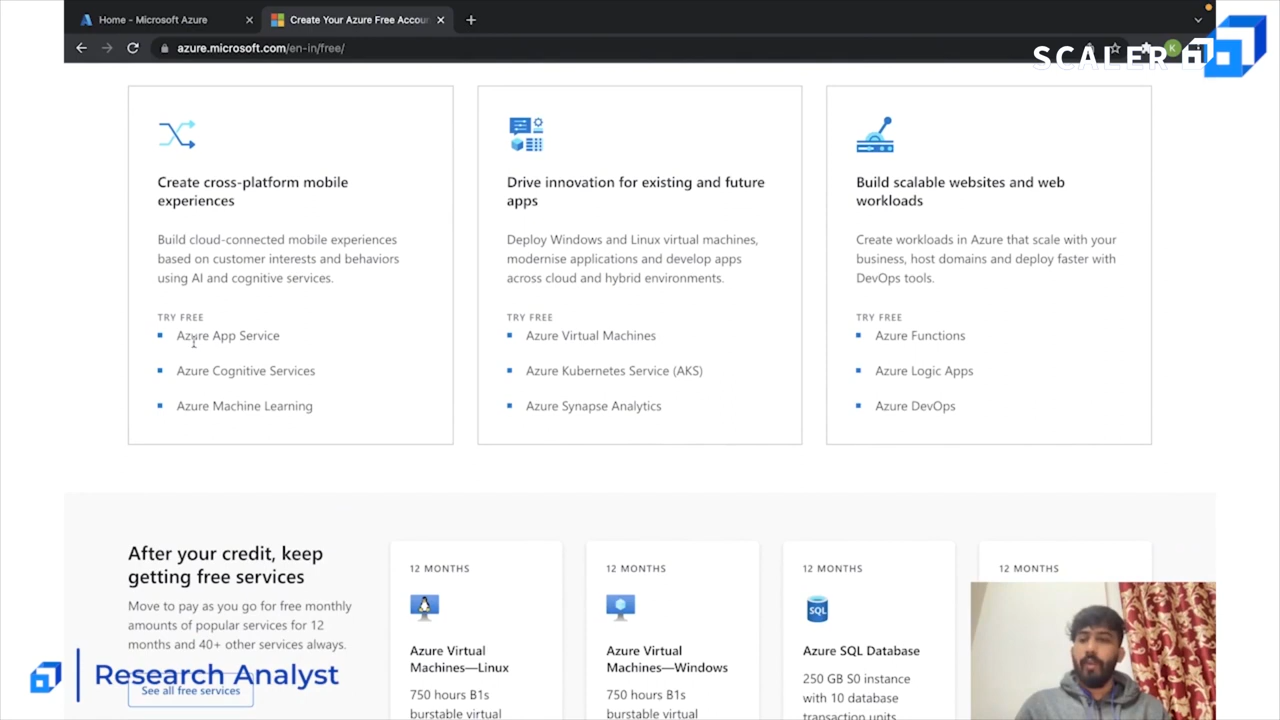 Home - Microsoft Azure
Create Your Azure Free Accou
azure.microsoft.com/en-in/free/
K
SCALER
Create cross-platform mobile
experiences
Build cloud-connected mobile experiences
based on customer interests and behaviors
using AI and cognitive services.
TRY FREE
Azure App Service
Azure Cognitive Services
Azure Machine Learning
Drive innovation for existing and future
apps
Deploy Windows and Linux virtual machines,
modernise applications and develop apps
across cloud and hybrid environments.
TRY FREE
Azure Virtual Machines
Azure Kubernetes Service (AKS)
Azure Synapse Analytics
Build scalable websites and web
workloads
Create workloads in Azure that scale with your
business, host domains and deploy faster with
DevOps tools.
TRY FREE
Azure Functions
Azure Logic Apps
Azure DevOps
After your credit, keep
getting free services
Move to pay as you go for free monthly
amounts of popular services for 12
months and 40+ other services always.
See all free services
Research Analyst
12 MONTHS
Azure Virtual
Machines—Linux
750 hours B1s
burstable virtual
12 MONTHS
Azure Virtual
Machines—Windows
750 hours B1s
burstable virtual
12 MONTHS
SQL
Azure SQL Database
250 GB S0 instance
with 10 database
transaction units
12 MONTHS